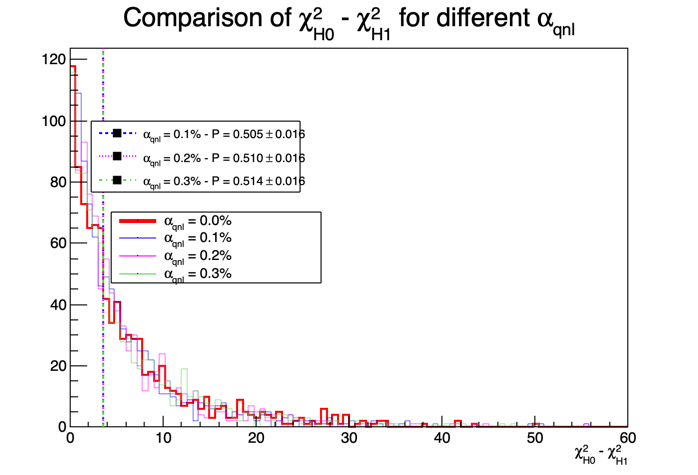 Comparison of χ²H0 - χ²H1 for different αqnl
120
100
80
60
40
20
0
αqnl = 0.1% - P = 0.505 ± 0.016
αqnl = 0.2% - P = 0.510 ± 0.016
αqnl = 0.3% - P = 0.514 ± 0.016
αqnl = 0.0%
αqnl = 0.1%
αqnl = 0.2%
αqnl = 0.3%
0 10 20 30 40 50 60
χ²H0 - χ²H1